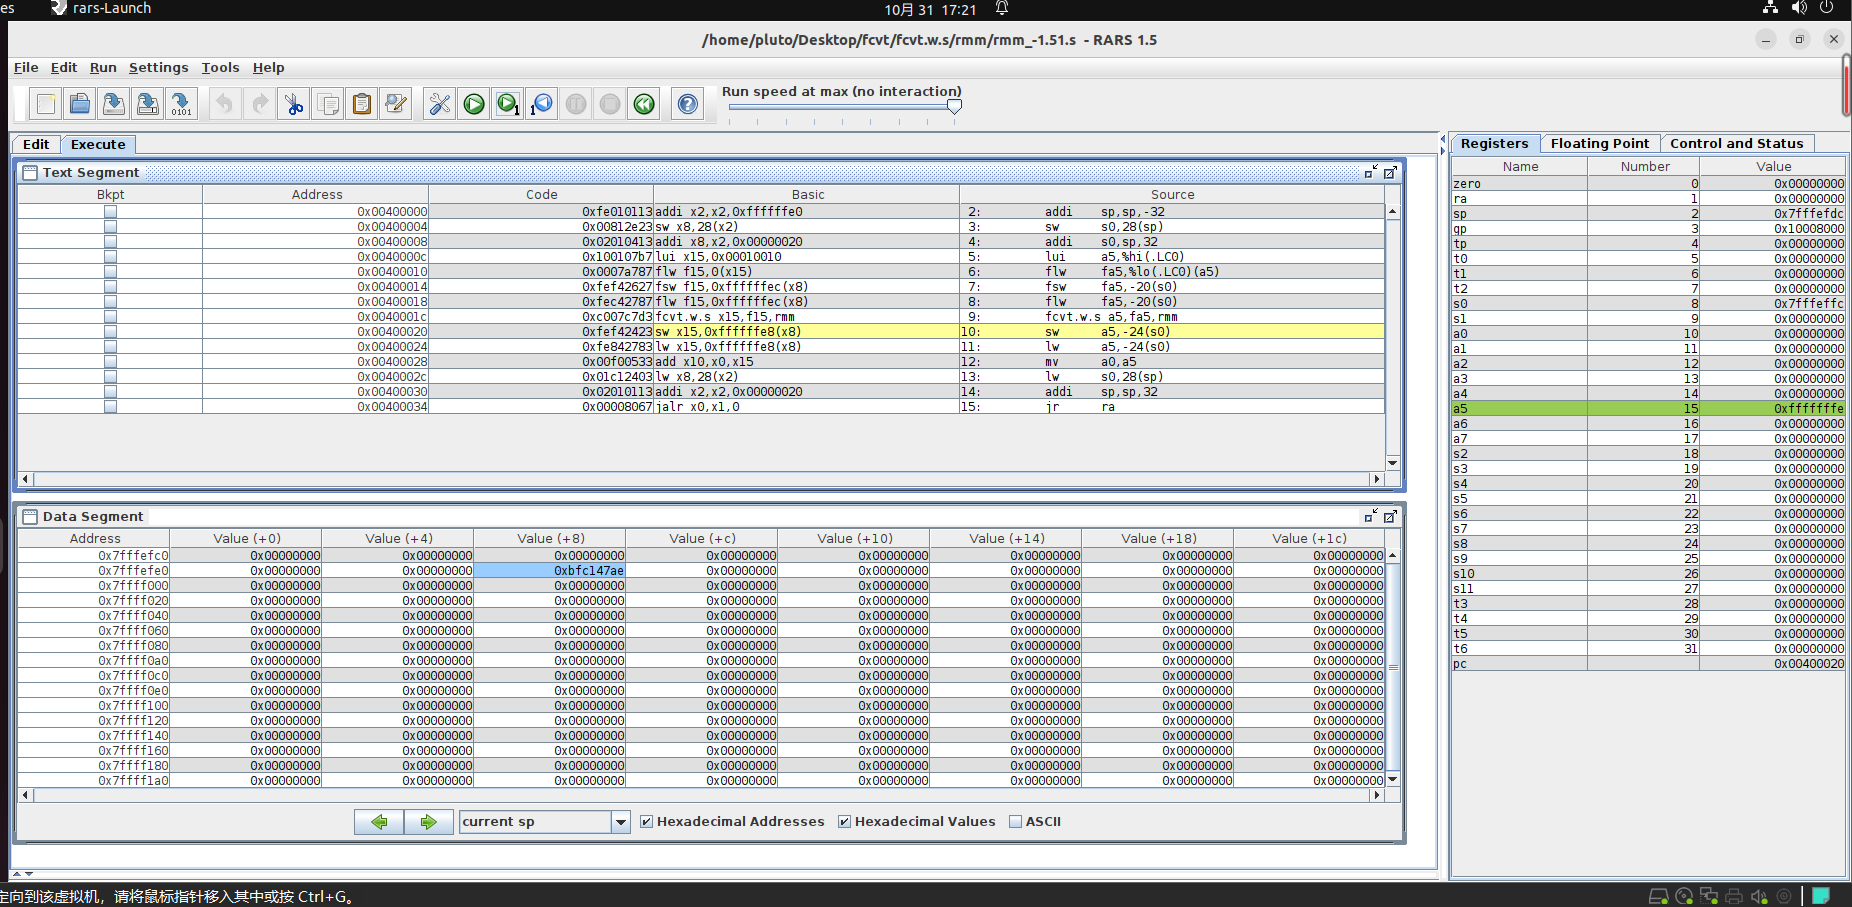 es rars-Launch 10月 31 17:21
/home/pluto/Desktop/fcvt/fcvt.w.s/rmm/rmm_-1.51.s - RARS 1.5
File Edit Run Settings Tools Help
Run speed at max (no interaction)
Edit Execute
Text Segment
Bkpt Address Code Basic Source
0x00400000 0xfe010113 addi x2,x2,0xffffffe0 2: addi sp,sp,-32
0x00400004 0x00812e23 sw x8,28(x2) 3: sw s0,28(sp)
0x00400008 0x02010413 addi x8,x2,0x00000020 4: addi s0,sp,32
0x0040000c 0x100107b7 lui x15,0x00010010 5: lui a5,%hi(.LC0)
0x00400010 0x0007a787 flw f15,0(x15) 6: flw fa5,%lo(.LC0)(a5)
0x00400014 0xfef42627 fsw f15,0xffffffec(x8) 7: fsw fa5,-20(s0)
0x00400018 0xfec42787 flw f15,0xffffffec(x8) 8: flw fa5,-20(s0)
0x0040001c 0xc007c7d3 fcvt.w.s x15,f15,rmm 9: fcvt.w.s a5,fa5,rmm
0x00400020 0xfef42423 sw x15,0xffffffe8(x8) 10: sw a5,-24(s0)
0x00400024 0xfe842783 lw x15,0xffffffe8(x8) 11: lw a5,-24(s0)
0x00400028 0x00f00533 add x10,x0,x15 12: mv a0,a5
0x0040002c 0x01c12403 lw x8,28(x2) 13: lw s0,28(sp)
0x00400030 0x02010113 addi x2,x2,0x00000020 14: addi sp,sp,32
0x00400034 0x00008067 jalr x0,x1,0 15: jr ra
Data Segment
Address Value (+0) Value (+4) Value (+8) Value (+c) Value (+10) Value (+14) Value (+18) Value (+1c)
0x7fffefc0 0x00000000 0x00000000 0x00000000 0x00000000 0x00000000 0x00000000 0x00000000 0x00000000
0x7fffefe0 0x00000000 0x00000000 0xbfc147ae 0x00000000 0x00000000 0x00000000 0x00000000 0x00000000
0x7ffff000 0x00000000 0x00000000 0x00000000 0x00000000 0x00000000 0x00000000 0x00000000 0x00000000
0x7ffff020 0x00000000 0x00000000 0x00000000 0x00000000 0x00000000 0x00000000 0x00000000 0x00000000
0x7ffff040 0x00000000 0x00000000 0x00000000 0x00000000 0x00000000 0x00000000 0x00000000 0x00000000
0x7ffff060 0x00000000 0x00000000 0x00000000 0x00000000 0x00000000 0x00000000 0x00000000 0x00000000
0x7ffff080 0x00000000 0x00000000 0x00000000 0x00000000 0x00000000 0x00000000 0x00000000 0x00000000
0x7ffff0a0 0x00000000 0x00000000 0x00000000 0x00000000 0x00000000 0x00000000 0x00000000 0x00000000
0x7ffff0c0 0x00000000 0x00000000 0x00000000 0x00000000 0x00000000 0x00000000 0x00000000 0x00000000
0x7ffff0e0 0x00000000 0x00000000 0x00000000 0x00000000 0x00000000 0x00000000 0x00000000 0x00000000
0x7ffff100 0x00000000 0x00000000 0x00000000 0x00000000 0x00000000 0x00000000 0x00000000 0x00000000
0x7ffff120 0x00000000 0x00000000 0x00000000 0x00000000 0x00000000 0x00000000 0x00000000 0x00000000
0x7ffff140 0x00000000 0x00000000 0x00000000 0x00000000 0x00000000 0x00000000 0x00000000 0x00000000
0x7ffff160 0x00000000 0x00000000 0x00000000 0x00000000 0x00000000 0x00000000 0x00000000 0x00000000
0x7ffff180 0x00000000 0x00000000 0x00000000 0x00000000 0x00000000 0x00000000 0x00000000 0x00000000
0x7ffff1a0 0x00000000 0x00000000 0x00000000 0x00000000 0x00000000 0x00000000 0x00000000 0x00000000
current sp Hexadecimal Addresses Hexadecimal Values ASCII
Registers Floating Point Control and Status
Name Number Value
zero 0 0x00000000
ra 1 0x00000000
sp 2 0x7fffefdc
gp 3 0x10008000
tp 4 0x00000000
t0 5 0x00000000
t1 6 0x00000000
t2 7 0x00000000
s0 8 0x7fffeffc
s1 9 0x00000000
a0 10 0x00000000
a1 11 0x00000000
a2 12 0x00000000
a3 13 0x00000000
a4 14 0x00000000
a5 15 0xfffffffe
a6 16 0x00000000
a7 17 0x00000000
s2 18 0x00000000
s3 19 0x00000000
s4 20 0x00000000
s5 21 0x00000000
s6 22 0x00000000
s7 23 0x00000000
s8 24 0x00000000
s9 25 0x00000000
s10 26 0x00000000
s11 27 0x00000000
t3 28 0x00000000
t4 29 0x00000000
t5 30 0x00000000
t6 31 0x00000000
pc 0x00400020
定向到该虚拟机，请将鼠标指针移入其中或按 Ctrl+G。